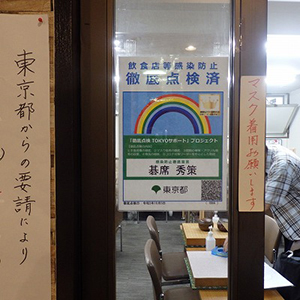 東京都からの要請により
飲食店等感染防止
徹底点検済
「徹底点検 TOKYOサポート」プロジェクト
碁席 秀策
東京都
マスク着用お願いします